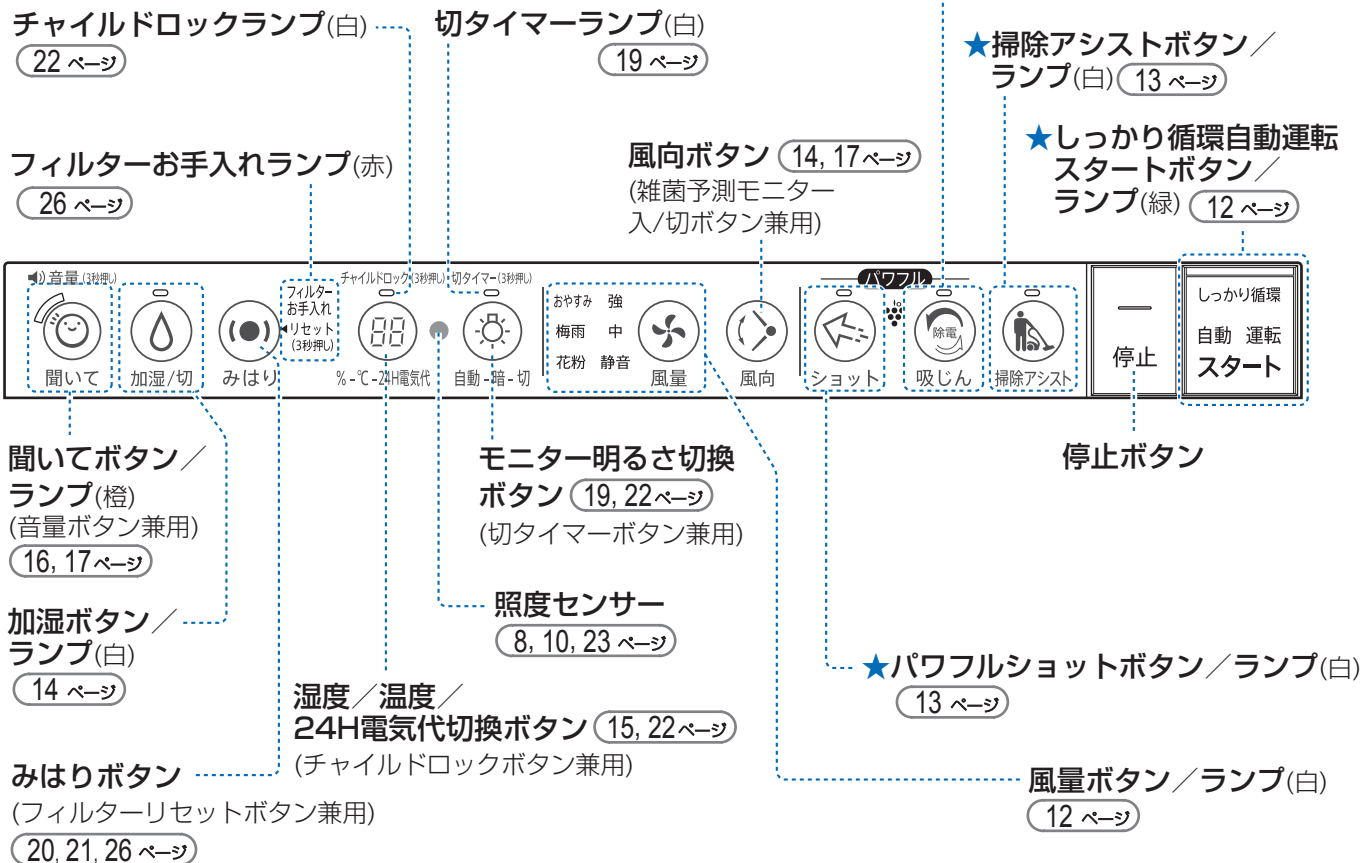 チャイルドロックランプ(白)
22 ページ
切タイマーランプ(白)
19 ページ
★掃除アシストボタン／
ランプ(白) 13 ページ
フィルターお手入れランプ(赤)
26 ページ
風向ボタン 14, 17ページ
(雑菌予測モニター
入/切ボタン兼用)
★しっかり循環自動運転
スタートボタン／
ランプ(緑) 12 ページ
音量(3秒押し)
聞いて
加湿/切
みはり
フィルター
お手入れ
◀リセット
(3秒押し)
チャイルドロック(3秒押し)
88
%-℃-24H電気代
切タイマー(3秒押し)
自動-暗-切
おやすみ 強
梅雨 中
花粉 静音
風量
風向
パワフル
ショット
除電
吸じん
掃除アシスト
停止
しっかり循環
自動 運転
スタート
聞いてボタン／
ランプ(橙)
(音量ボタン兼用)
16, 17ページ
モニター明るさ切換
ボタン 19, 22ページ
(切タイマーボタン兼用)
停止ボタン
加湿ボタン／
ランプ(白)
14 ページ
照度センサー
8, 10, 23 ページ
★パワフルショットボタン／ランプ(白)
13 ページ
湿度／温度／
24H電気代切換ボタン 15, 22ページ
(チャイルドロックボタン兼用)
みはりボタン
(フィルターリセットボタン兼用)
20, 21, 26 ページ
風量ボタン／ランプ(白)
12 ページ